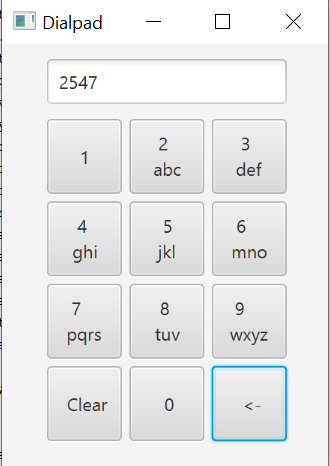 Dialpad
2547
1 2 3
abc def
4 5 6
ghi jkl mno
7 8 9
pqrs tuv wxyz
Clear 0 <-